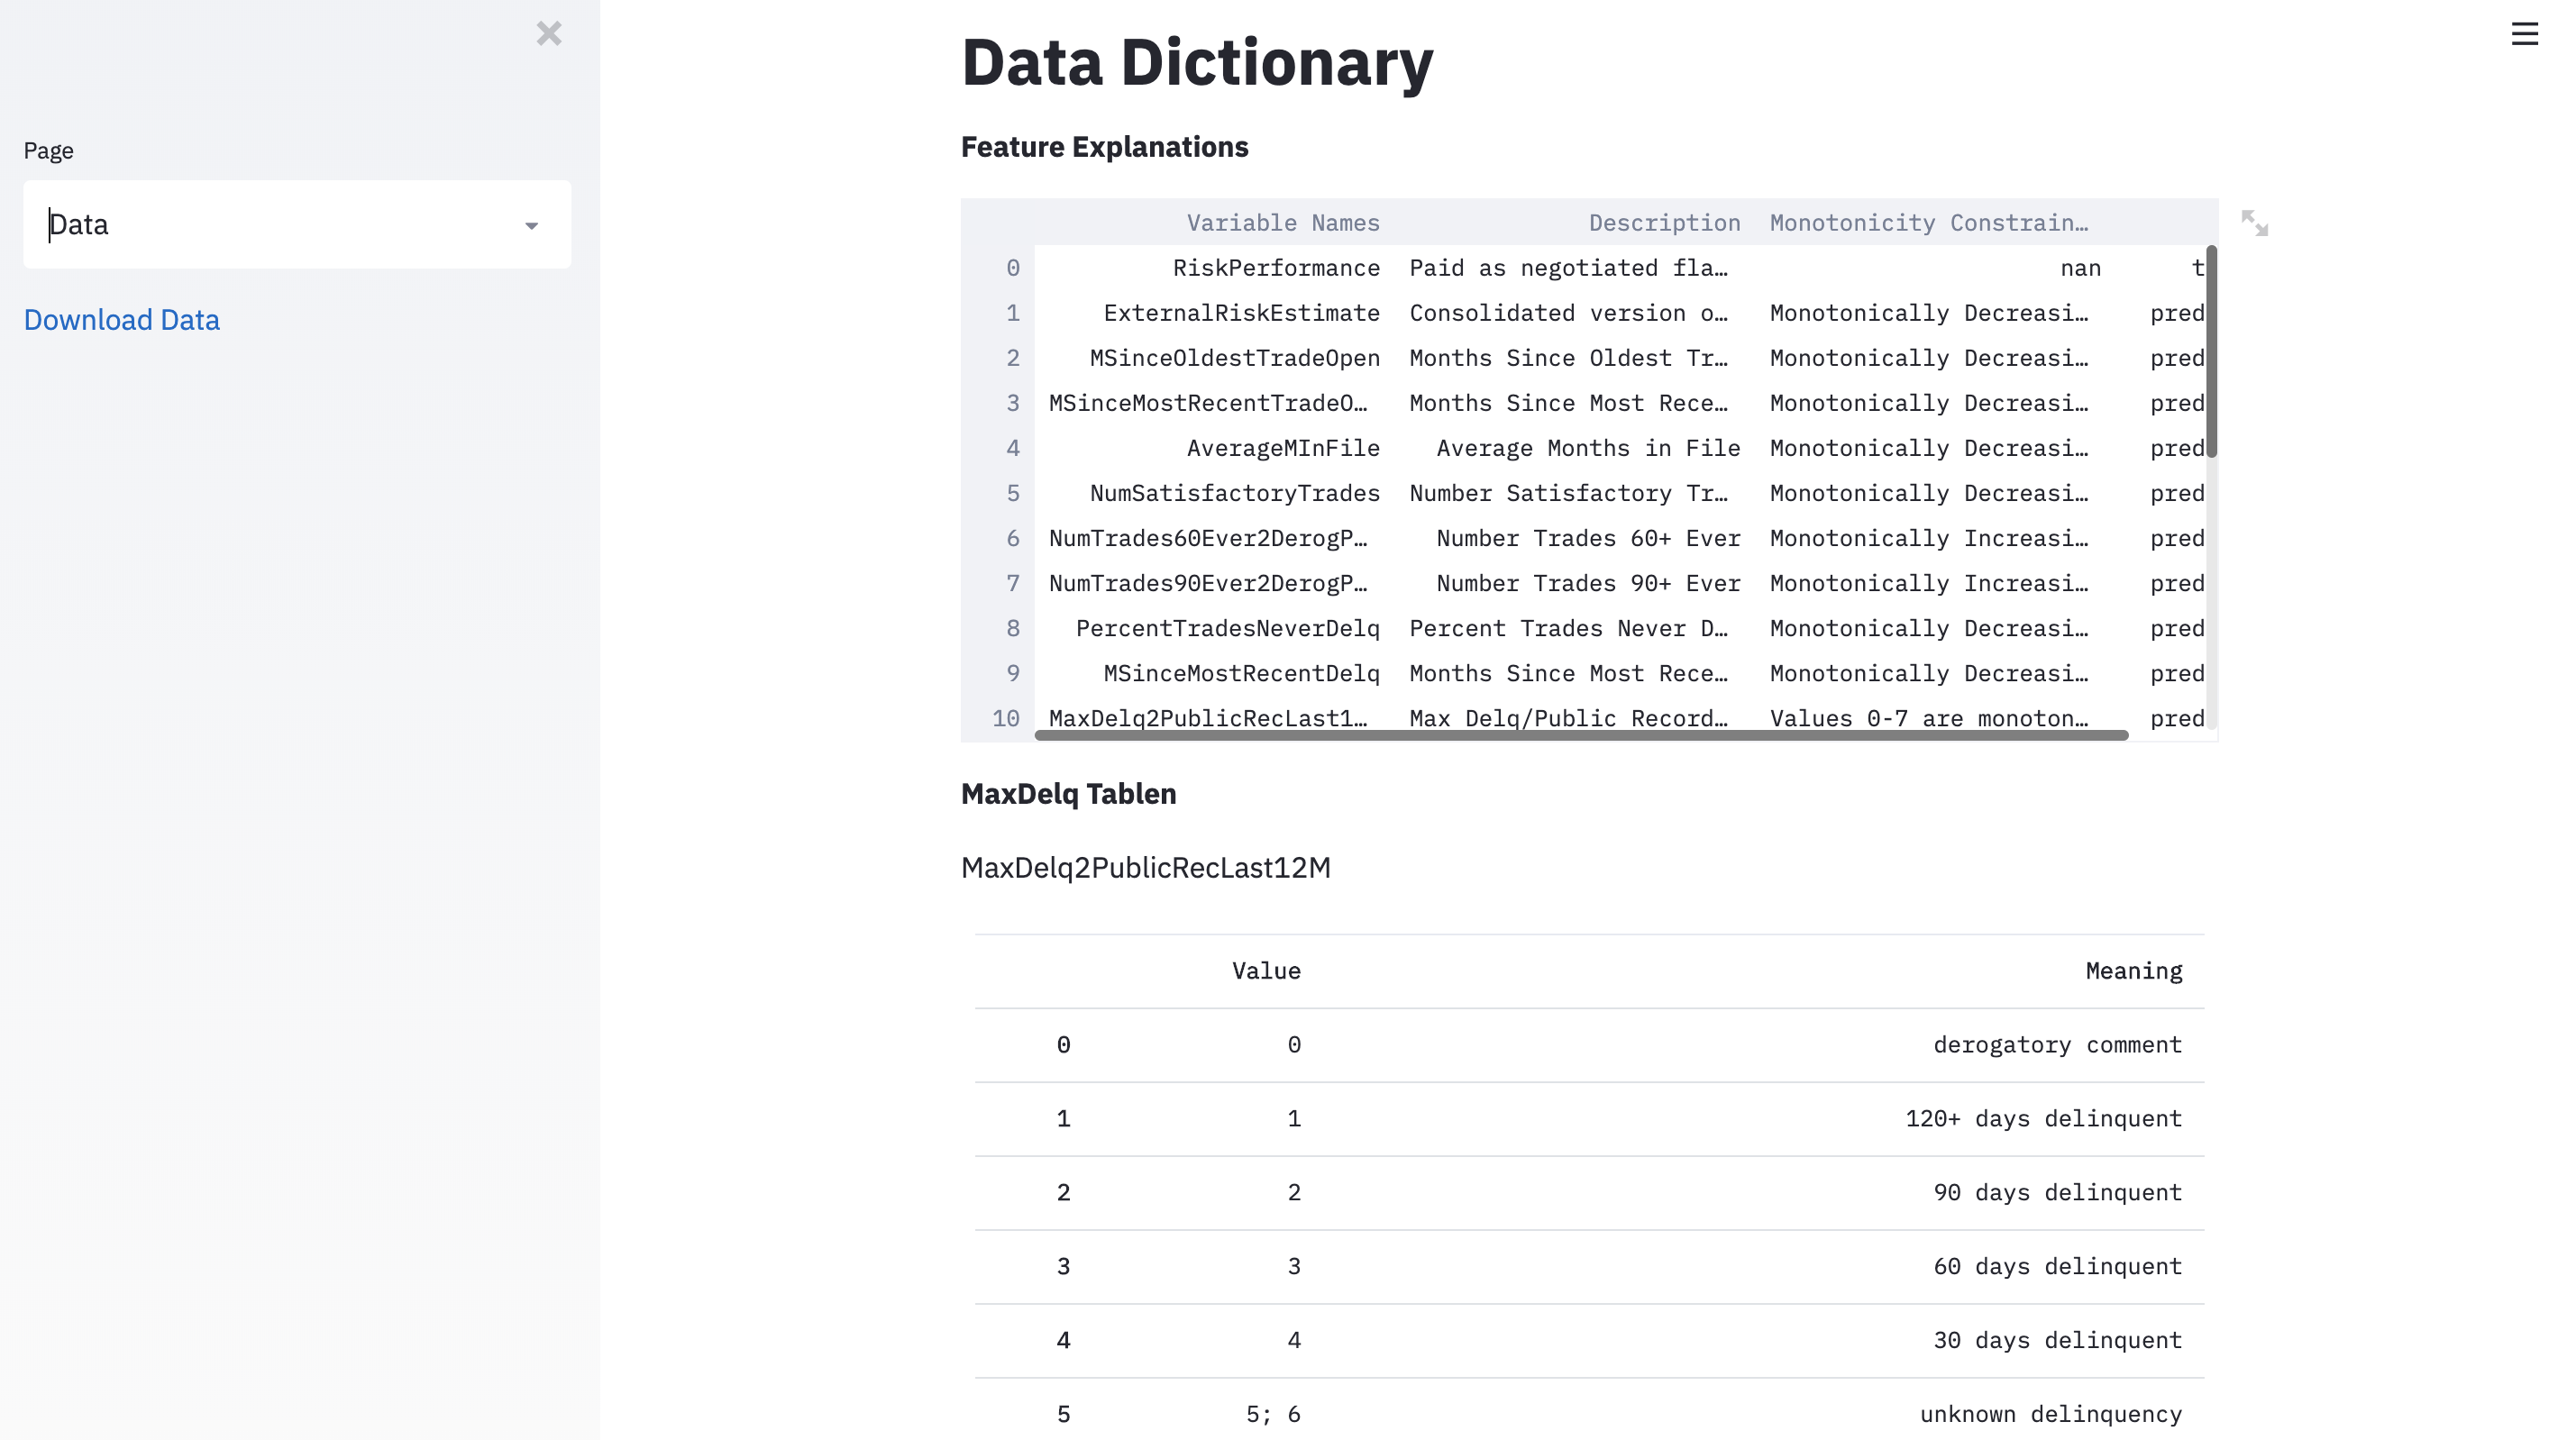 Page
Data
Download Data
Data Dictionary
Feature Explanations
Variable Names Description Monotonicity Constrain…
0 RiskPerformance Paid as negotiated fla… nan t
1 ExternalRiskEstimate Consolidated version o… Monotonically Decreasi… pred
2 MSinceOldestTradeOpen Months Since Oldest Tr… Monotonically Decreasi… pred
3 MSinceMostRecentTradeO… Months Since Most Rece… Monotonically Decreasi… pred
4 AverageMInFile Average Months in File Monotonically Decreasi… pred
5 NumSatisfactoryTrades Number Satisfactory Tr… Monotonically Decreasi… pred
6 NumTrades60Ever2DerogP… Number Trades 60+ Ever Monotonically Increasi… pred
7 NumTrades90Ever2DerogP… Number Trades 90+ Ever Monotonically Increasi… pred
8 PercentTradesNeverDelq Percent Trades Never D… Monotonically Decreasi… pred
9 MSinceMostRecentDelq Months Since Most Rece… Monotonically Decreasi… pred
10 MaxDelq2PublicRecLast1… Max Delq/Public Record… Values 0-7 are monoton… pred
MaxDelq Tablen
MaxDelq2PublicRecLast12M
Value Meaning
0 0 derogatory comment
1 1 120+ days delinquent
2 2 90 days delinquent
3 3 60 days delinquent
4 4 30 days delinquent
5 5; 6 unknown delinquency